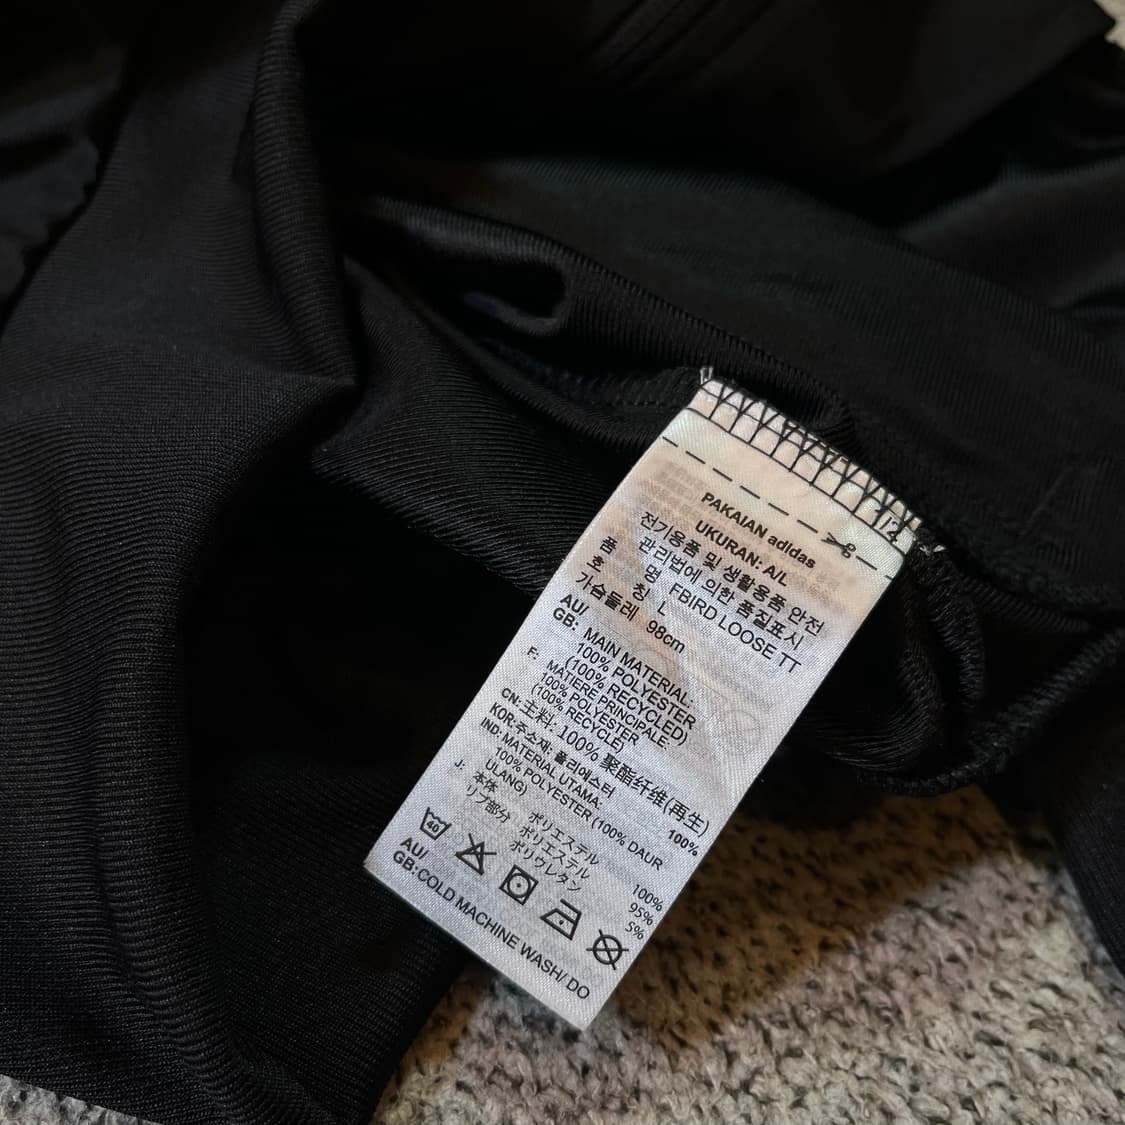 PAKAIAN adidas
UKURAN: A/L
전기용품 및 생활용품 안전
관리법에 의한 품질표시
품 명 FBIRD LOOSE TT
호 칭 L
가슴둘레 98cm
AU/
GB: MAIN MATERIAL:
100% POLYESTER
(100% RECYCLED)
F: MATIERE PRINCIPALE:
100% POLYESTER
(100% RECYCLE)
CN: 主料: 100% 聚酯纤维(再生)
KOR: 주소재: 폴리에스터 100%
IND: MATERIAL UTAMA:
100% POLYESTER (100% DAUR
ULANG)
J: 本体 ポリエステル 100%
リブ部分 ポリエステル 95%
ポリウレタン 5%
40
AU/
GB: COLD MACHINE WASH/ DO